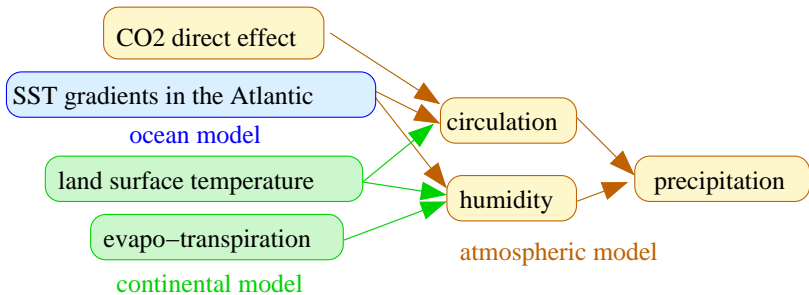 CO2 direct effect
SST gradients in the Atlantic
ocean model
circulation
land surface temperature
precipitation
humidity
evapo−transpiration
atmospheric model
continental model